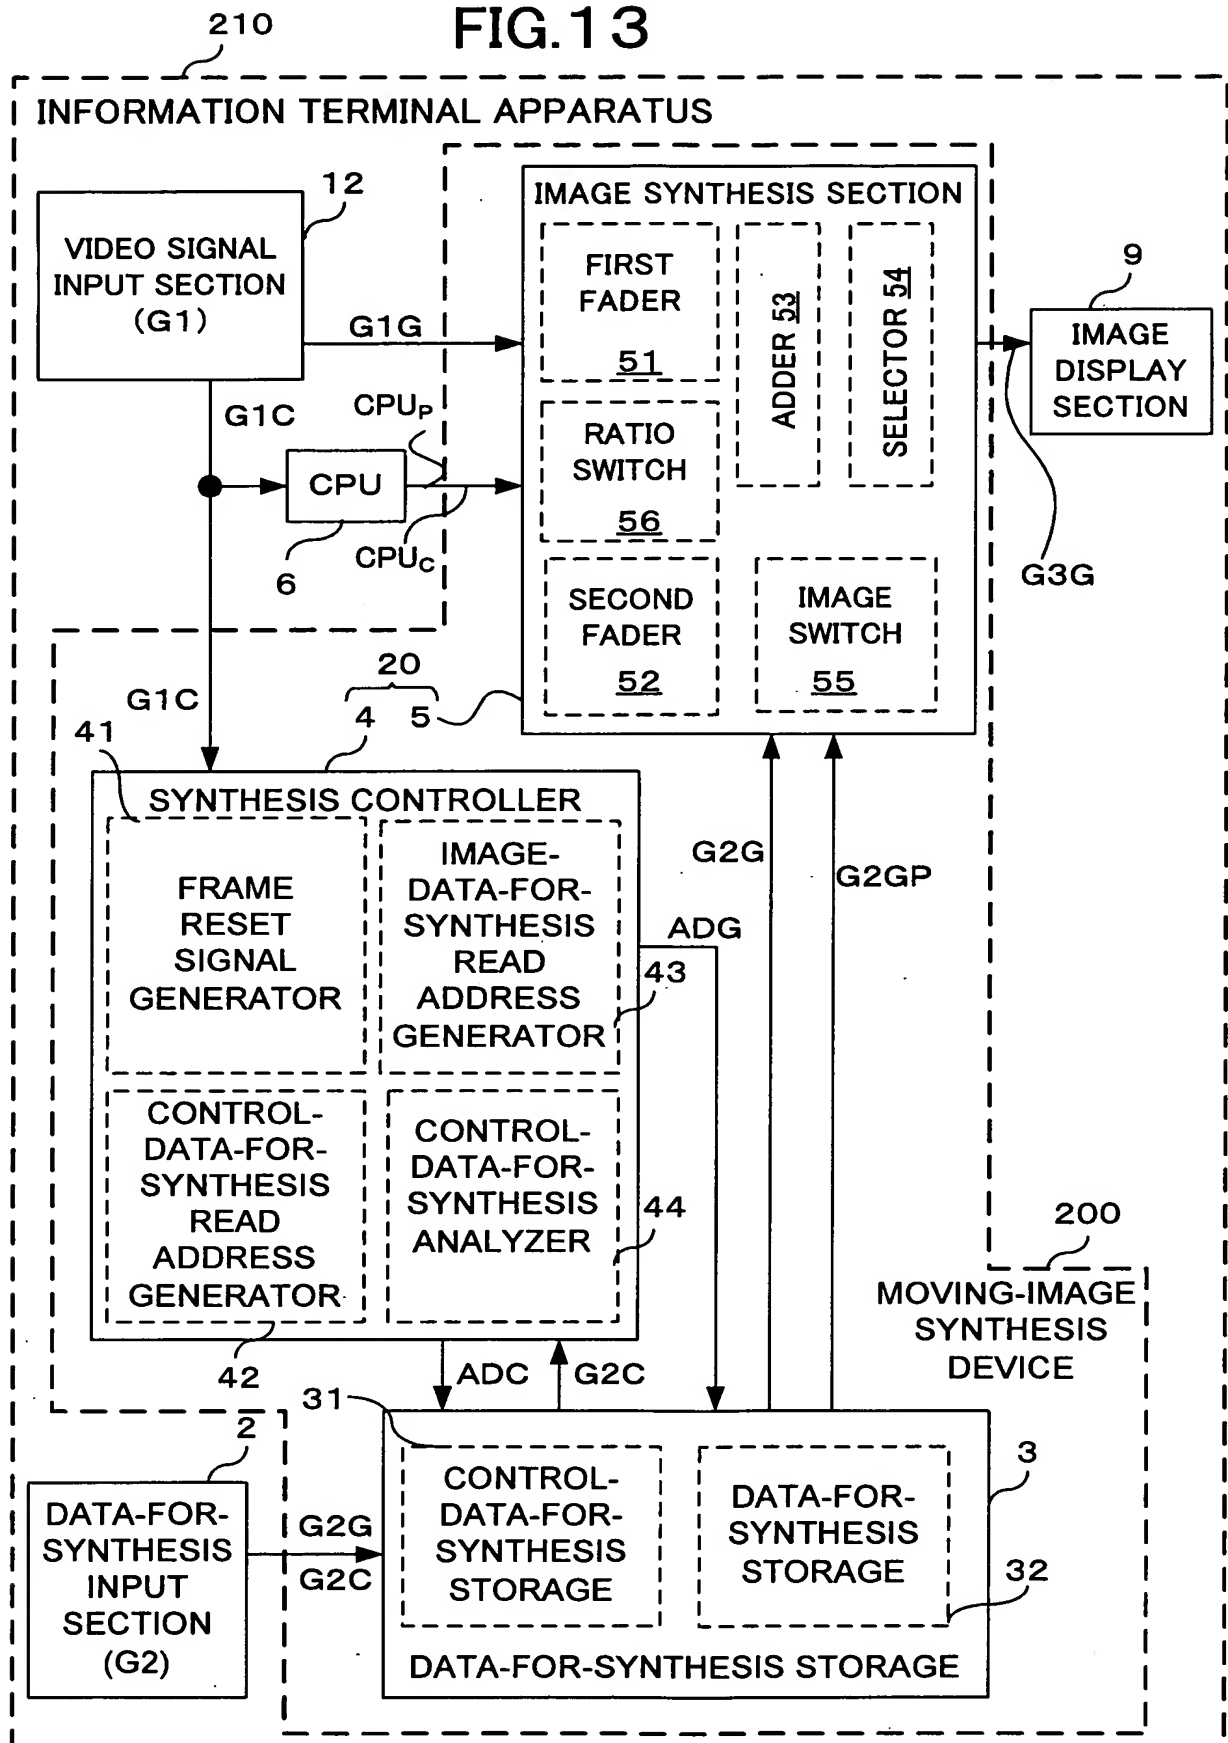 FIG.13
210
INFORMATION TERMINAL APPARATUS
12
VIDEO SIGNAL
INPUT SECTION
(G1)
G1G
G1C
CPUP
CPU
6
CPUC
IMAGE SYNTHESIS SECTION
FIRST
FADER
51
ADDER 53
SELECTOR 54
RATIO
SWITCH
56
SECOND
FADER
52
IMAGE
SWITCH
55
9
IMAGE
DISPLAY
SECTION
G3G
G1C
20
4 5
41
SYNTHESIS CONTROLLER
FRAME
RESET
SIGNAL
GENERATOR
IMAGE-
DATA-FOR-
SYNTHESIS
READ
ADDRESS
GENERATOR
43
CONTROL-
DATA-FOR-
SYNTHESIS
READ
ADDRESS
GENERATOR
42
CONTROL-
DATA-FOR-
SYNTHESIS
ANALYZER
44
ADG
G2G
G2GP
200
MOVING-IMAGE
SYNTHESIS
DEVICE
ADC
G2C
2
DATA-FOR-
SYNTHESIS
INPUT
SECTION
(G2)
G2G
G2C
31
CONTROL-
DATA-FOR-
SYNTHESIS
STORAGE
DATA-FOR-
SYNTHESIS
STORAGE
32
3
DATA-FOR-SYNTHESIS STORAGE